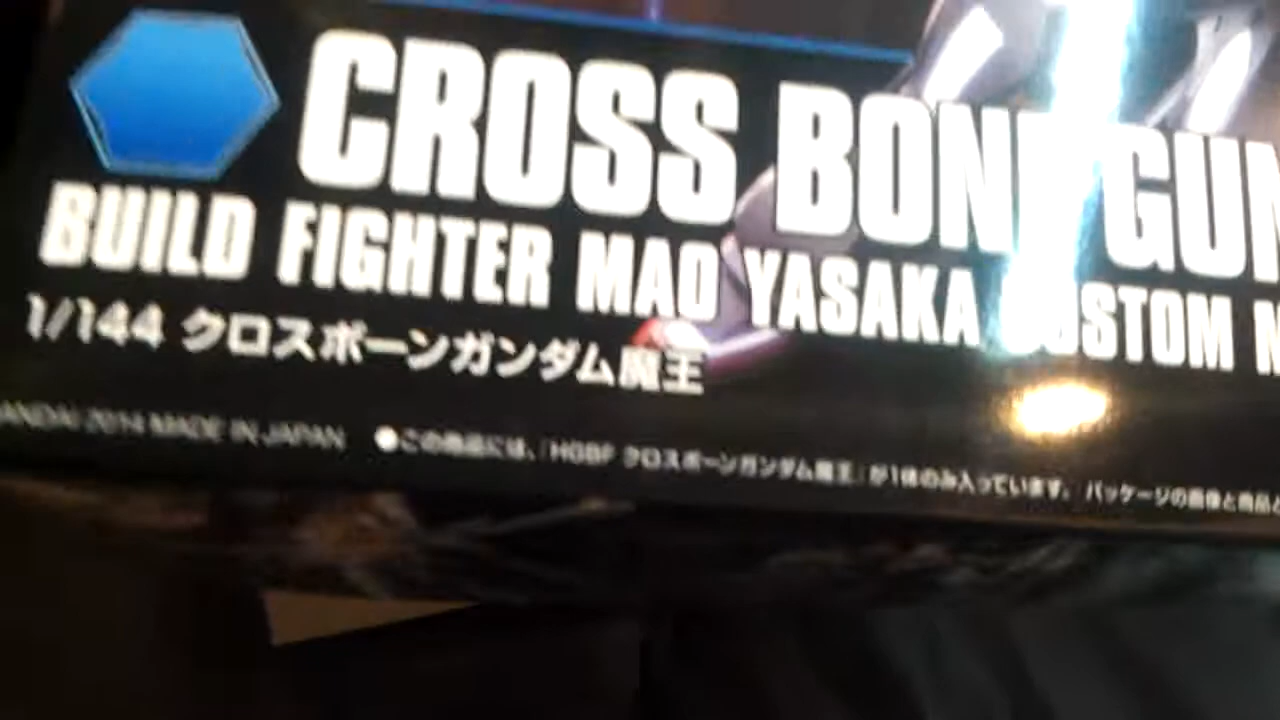 CROSS BONE GUN
BUILD FIGHTER MAO YASAKA CUSTOM M
1/144 クロスボーンガンダム魔王
BANDAI 2014 MADE IN JAPAN ●この商品には、「HGBF クロスボーンガンダム魔王」が1体のみ入っています。 パッケージの画像と商品と